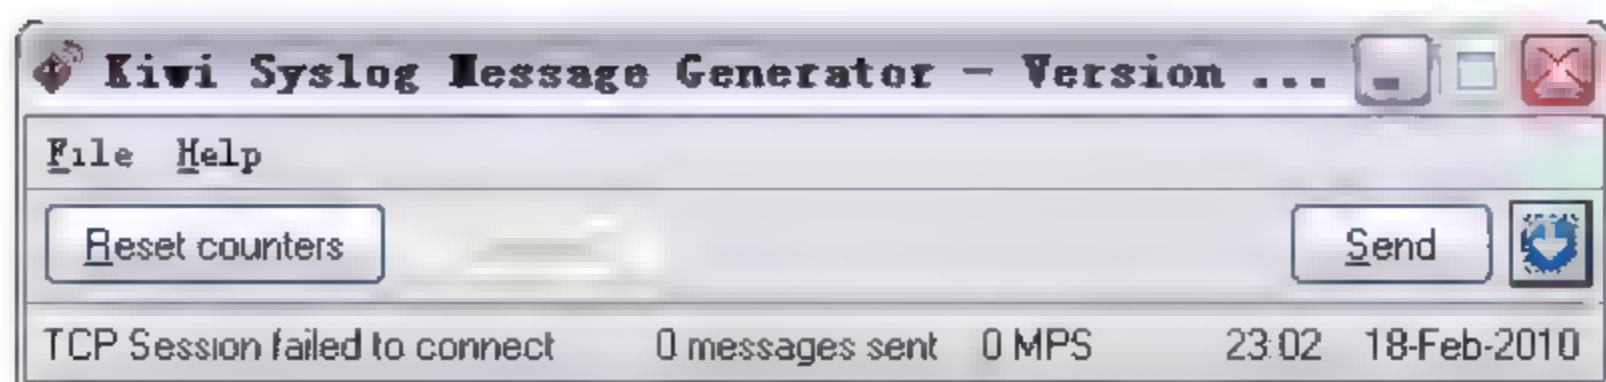 Kiwi Syslog Message Generator - Version ...
File Help
Reset counters Send
TCP Session failed to connect 0 messages sent 0 MPS 23:02 18-Feb-2010